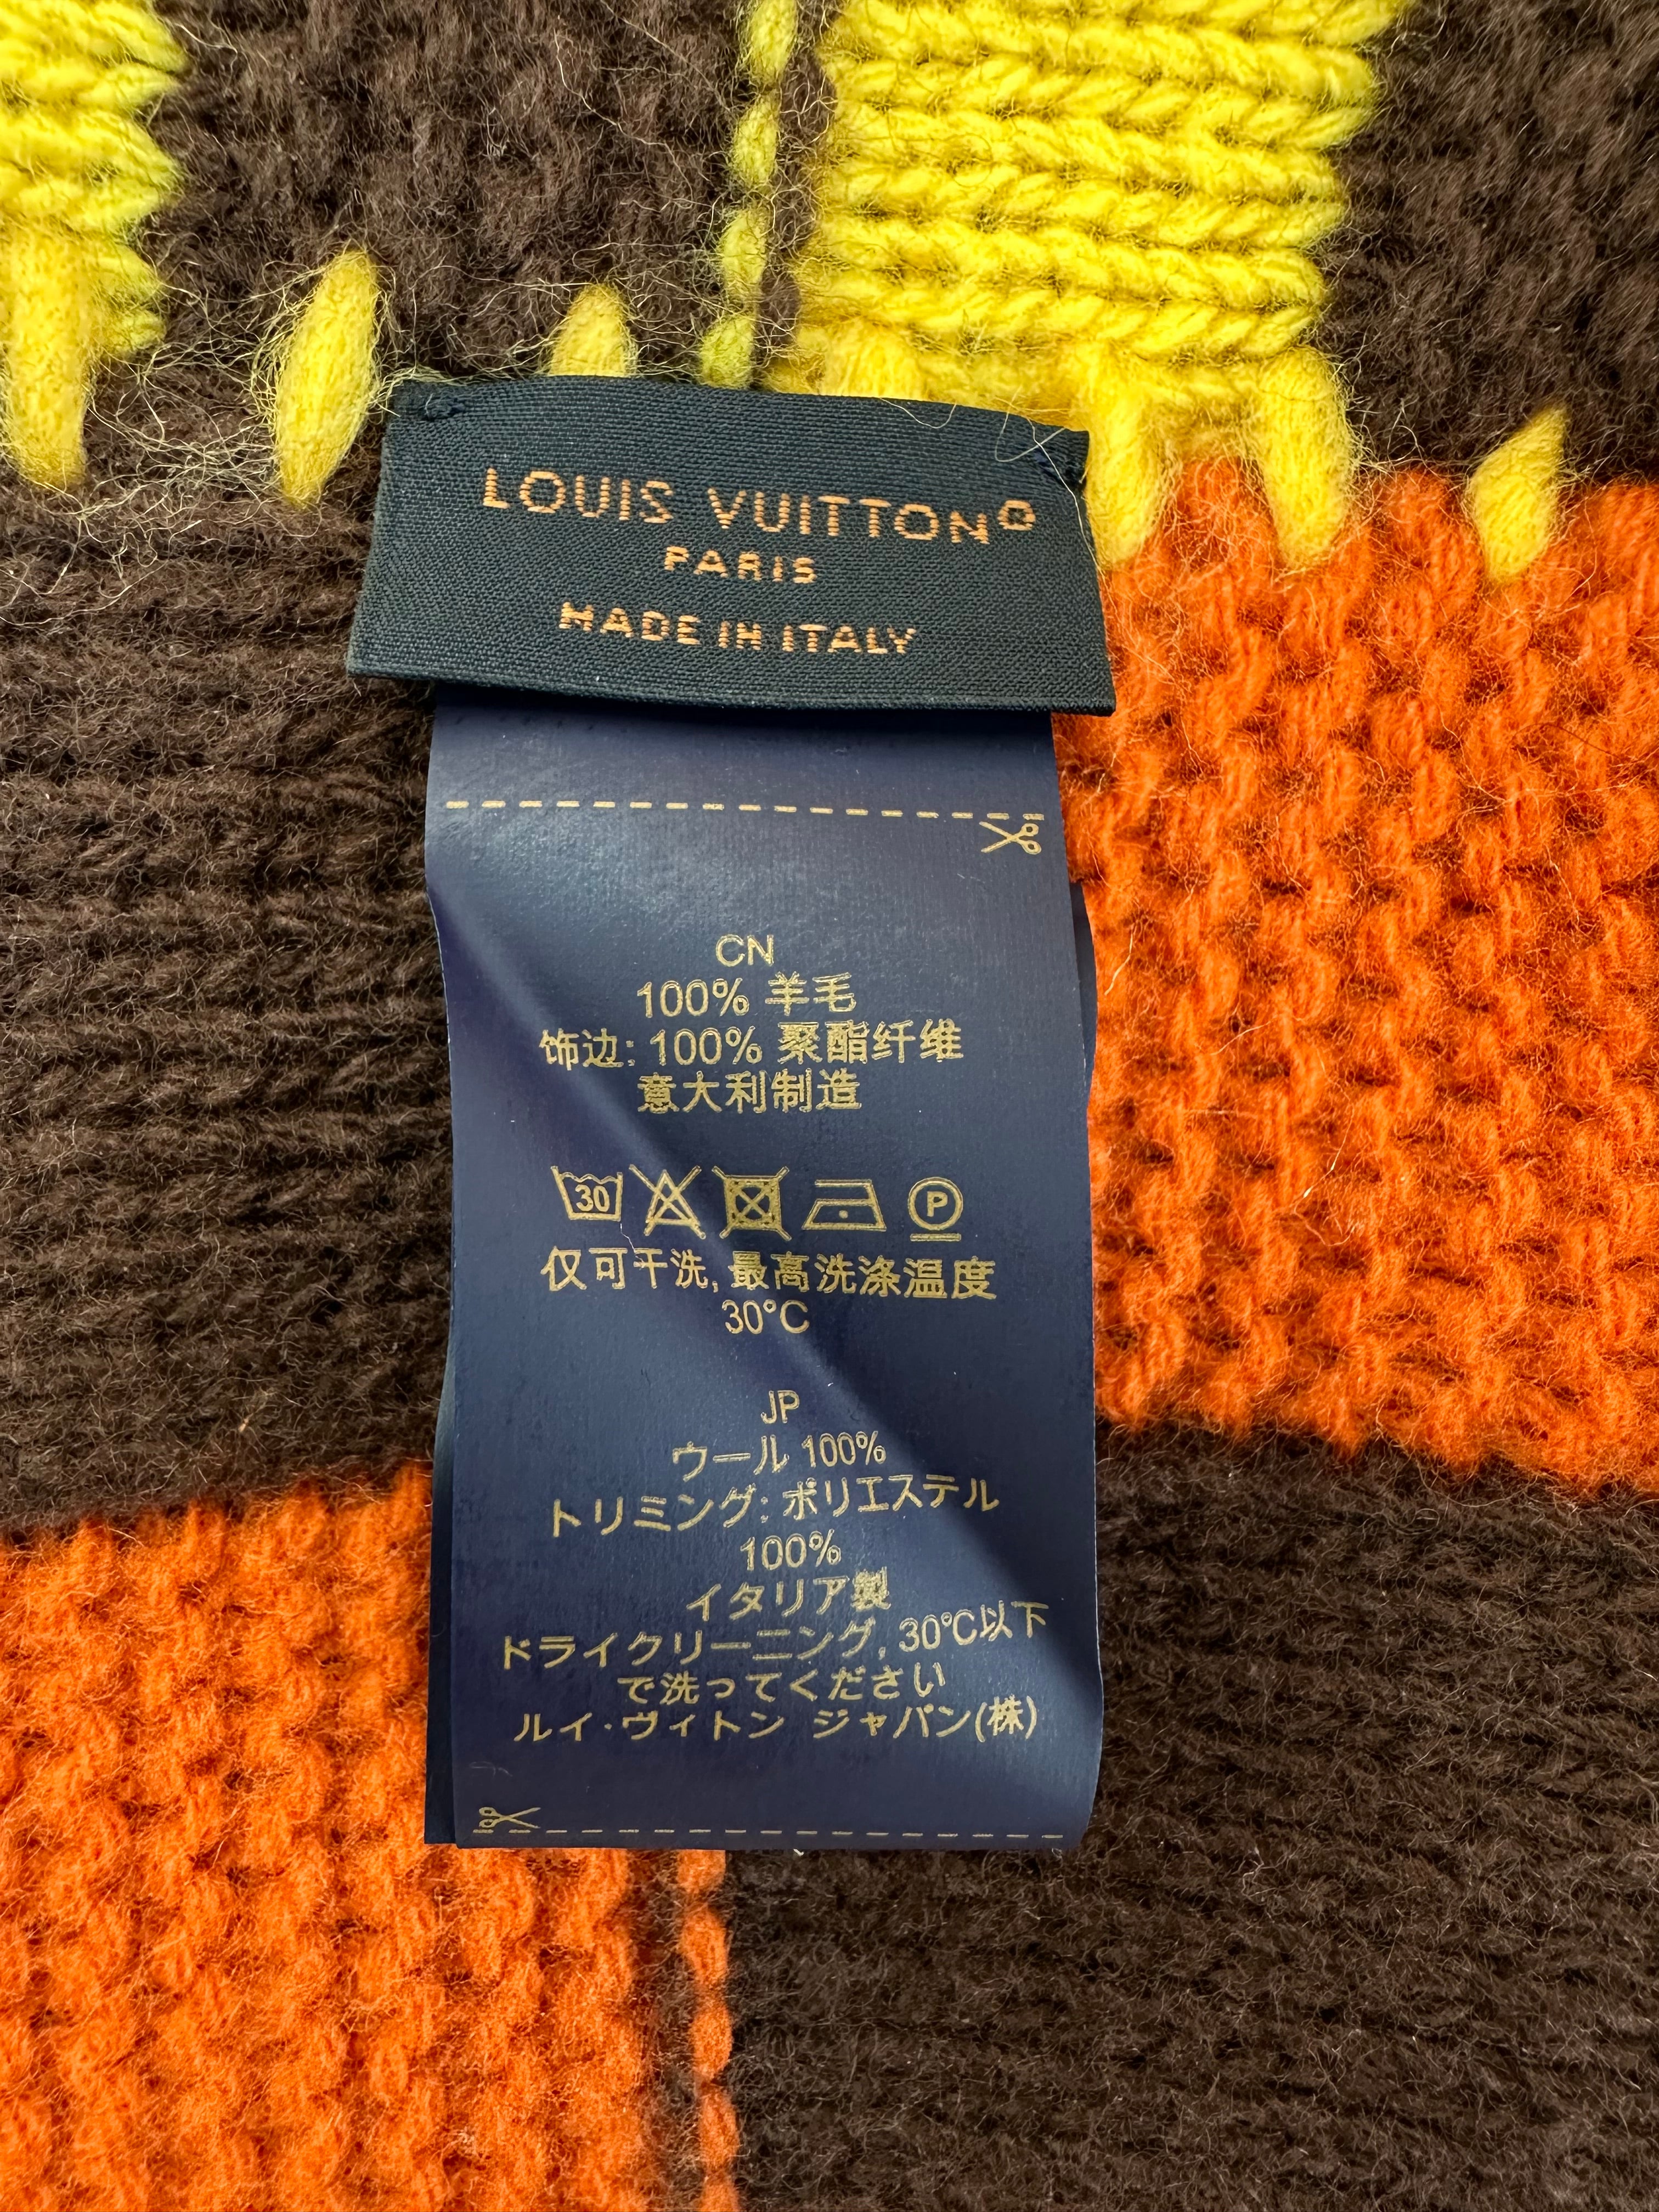 LOUIS VUITTON
PARIS
MADE IN ITALY
CN
100% 羊毛
饰边: 100% 聚酯纤维
意大利制造
30 P
仅可干洗, 最高洗涤温度
30°C
JP
ウール 100%
トリミング: ポリエステル
100%
イタリア製
ドライクリーニング, 30°C以下
で洗ってください
ルイ·ヴィトン ジャパン(株)